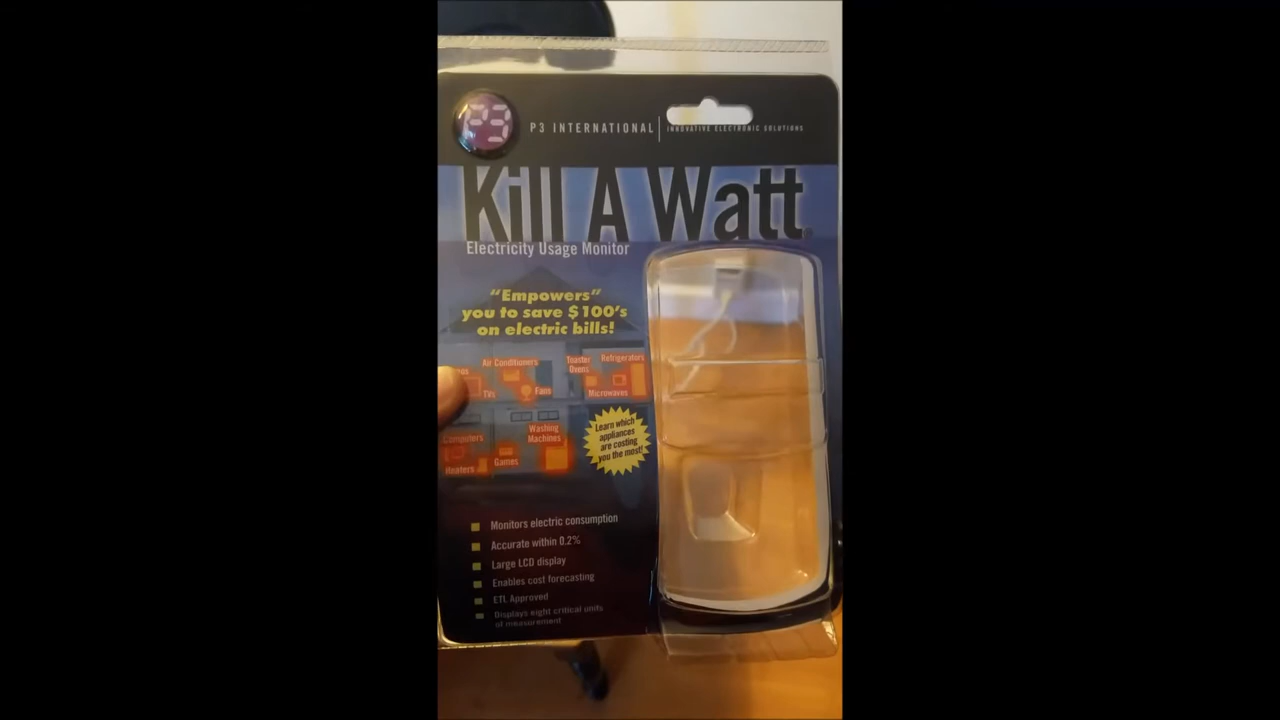 P3
P3 INTERNATIONAL
INNOVATIVE ELECTRONIC SOLUTIONS
Kill A Watt®
Electricity Usage Monitor
"Empowers"
you to save $100's
on electric bills!
Air Conditioners
TVs
Fans
Toaster
Ovens
Refrigerators
Microwaves
Computers
Heaters
Games
Washing
Machines
Learn which
appliances
are costing
you the most!
Monitors electric consumption
Accurate within 0.2%
Large LCD display
Enables cost forecasting
ETL Approved
Displays eight critical units
of measurement